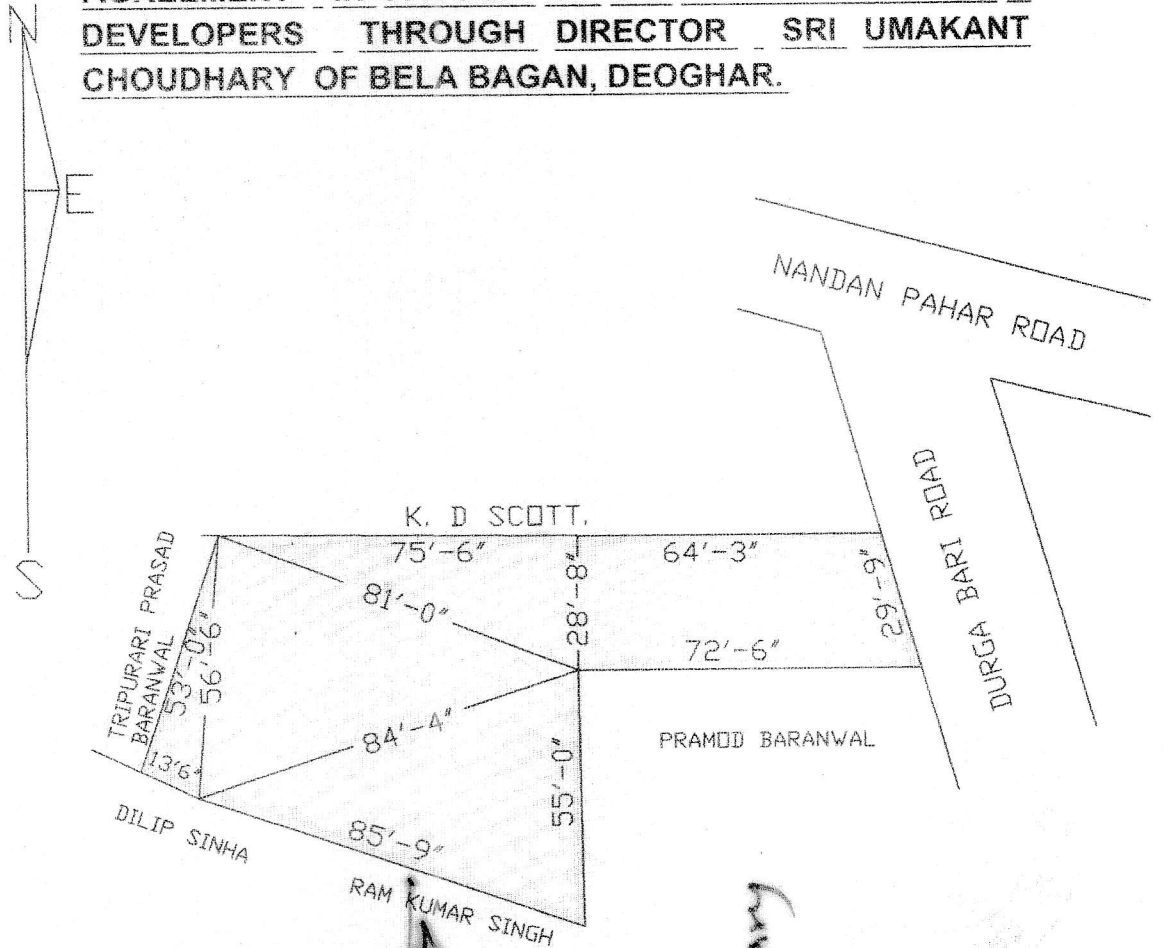 DEVELOPERS THROUGH DIRECTOR SRI UMAKANT
CHOUDHARY OF BELA BAGAN, DEOGHAR.
N
E
S
NANDAN PAHAR ROAD
DURGA BARI ROAD
K. D SCOTT.
75'-6"
64'-3"
81'-0"
28'-8"
29'-9"
TRIPURARI PRASAD
BARANWAL
53'-0"
56'-6"
72'-6"
84'-4"
PRAMOD BARANWAL
13'6"
55'-0"
DILIP SINHA
85'-9"
RAM KUMAR SINGH